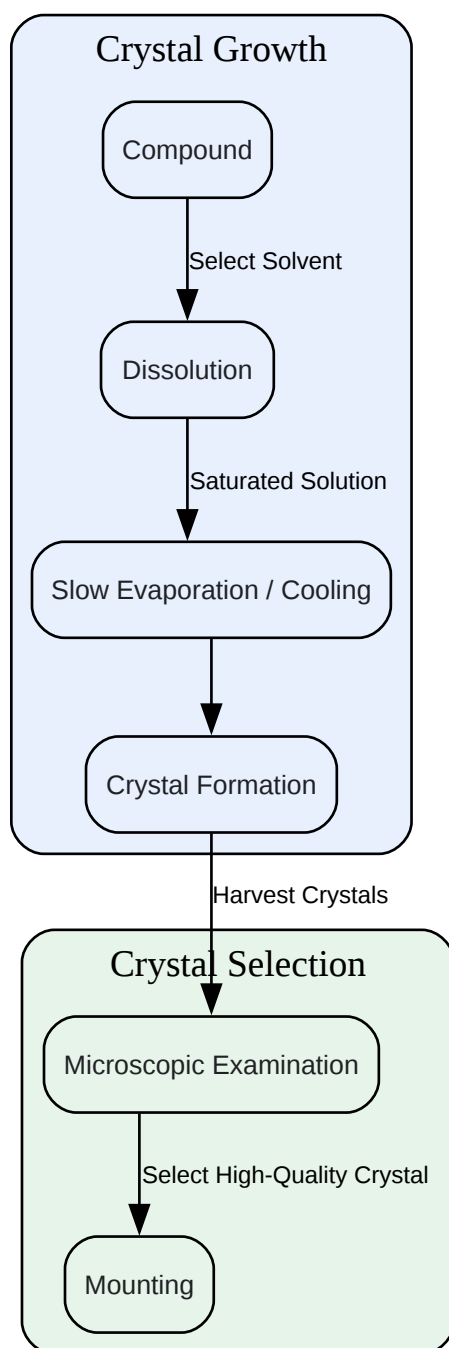 Crystal Growth
Compound
Select Solvent
Dissolution
Saturated Solution
Slow Evaporation / Cooling
Crystal Formation
Harvest Crystals
Crystal Selection
Microscopic Examination
Select High-Quality Crystal
Mounting